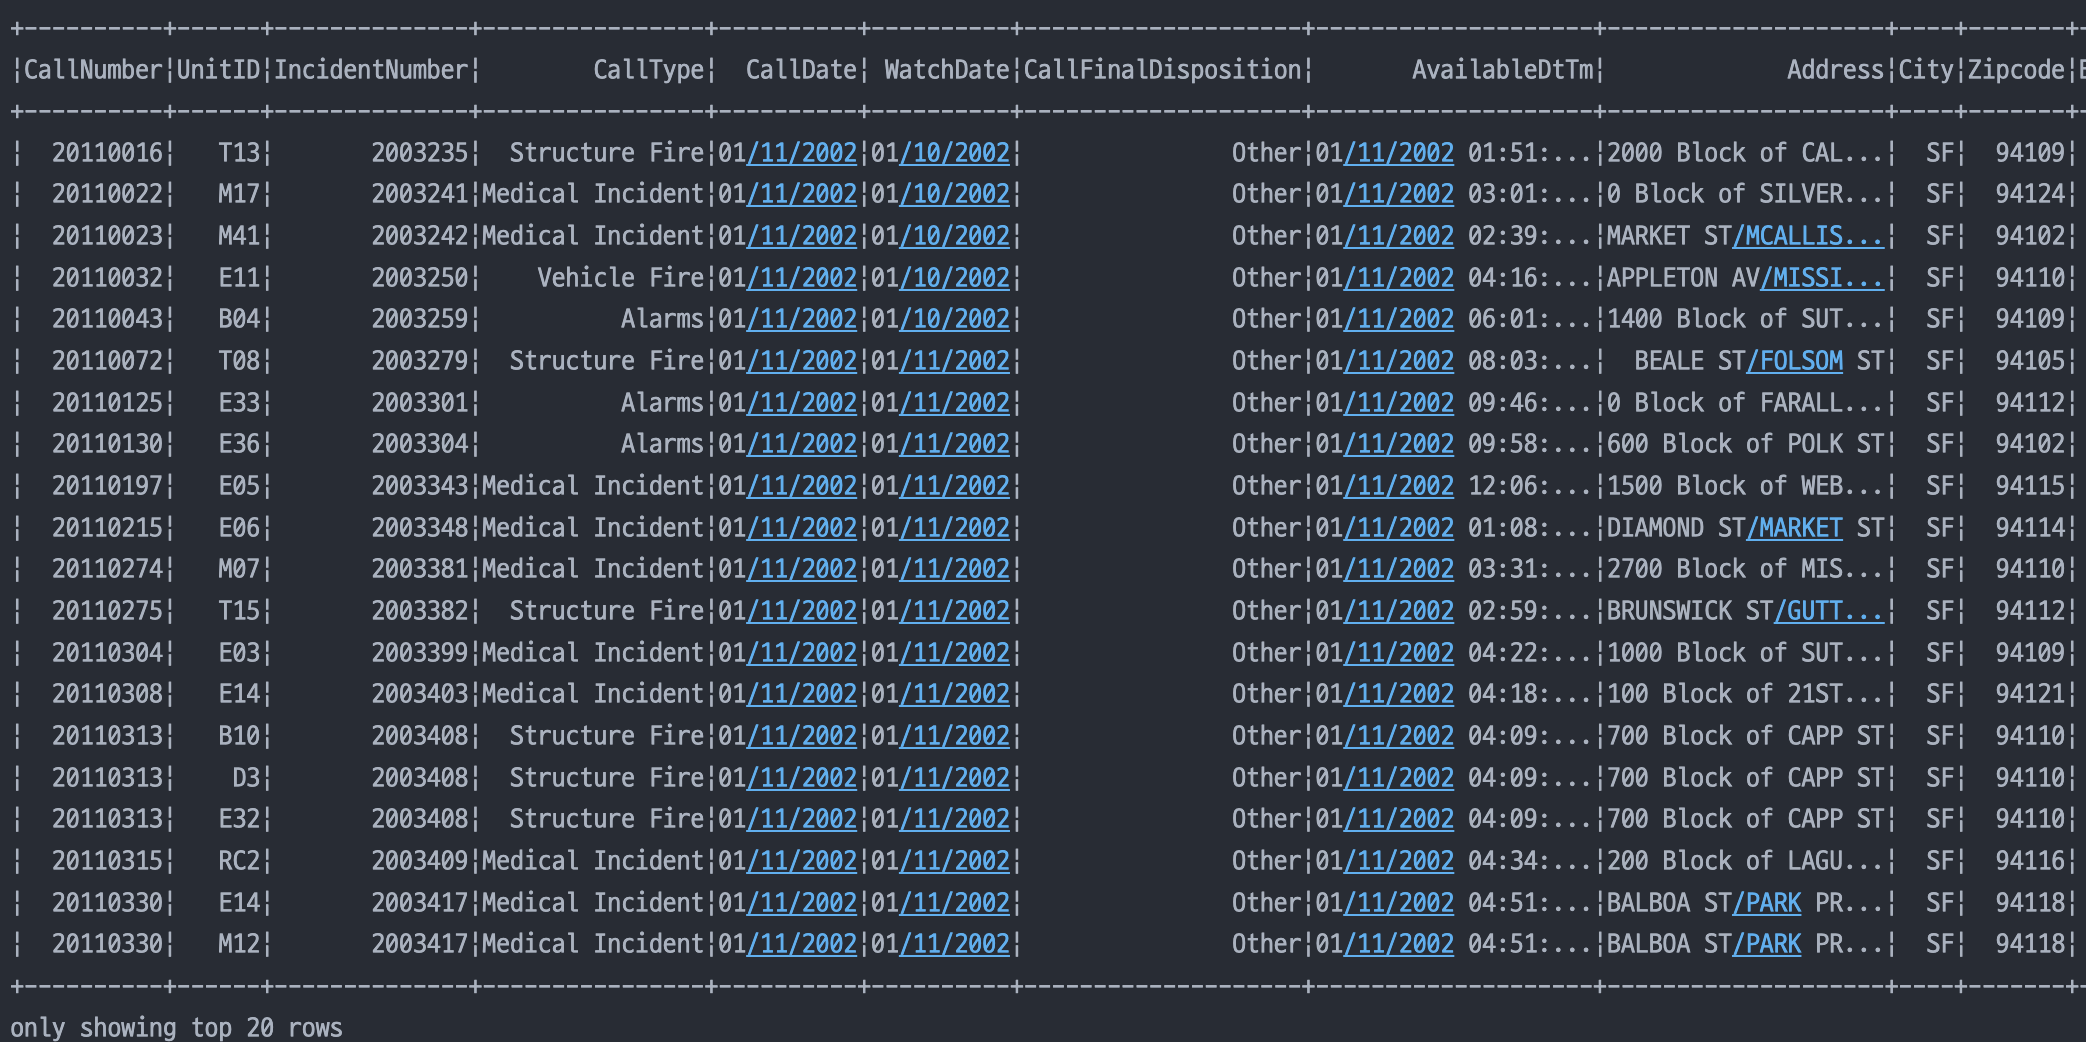 +----------+------+--------------+----------------+----------+----------+--------------------+--------------------+--------------------+----+-------+-
|CallNumber|UnitID|IncidentNumber|        CallType|  CallDate| WatchDate|CallFinalDisposition|       AvailableDtTm|             Address|City|Zipcode|B
+----------+------+--------------+----------------+----------+----------+--------------------+--------------------+--------------------+----+-------+-
|  20110016|   T13|       2003235|  Structure Fire|01/11/2002|01/10/2002|               Other|01/11/2002 01:51:...|2000 Block of CAL...|  SF|  94109|
|  20110022|   M17|       2003241|Medical Incident|01/11/2002|01/10/2002|               Other|01/11/2002 03:01:...|0 Block of SILVER...|  SF|  94124|
|  20110023|   M41|       2003242|Medical Incident|01/11/2002|01/10/2002|               Other|01/11/2002 02:39:...|MARKET ST/MCALLIS...|  SF|  94102|
|  20110032|   E11|       2003250|    Vehicle Fire|01/11/2002|01/10/2002|               Other|01/11/2002 04:16:...|APPLETON AV/MISSI...|  SF|  94110|
|  20110043|   B04|       2003259|          Alarms|01/11/2002|01/10/2002|               Other|01/11/2002 06:01:...|1400 Block of SUT...|  SF|  94109|
|  20110072|   T08|       2003279|  Structure Fire|01/11/2002|01/11/2002|               Other|01/11/2002 08:03:...|  BEALE ST/FOLSOM ST|  SF|  94105|
|  20110125|   E33|       2003301|          Alarms|01/11/2002|01/11/2002|               Other|01/11/2002 09:46:...|0 Block of FARALL...|  SF|  94112|
|  20110130|   E36|       2003304|          Alarms|01/11/2002|01/11/2002|               Other|01/11/2002 09:58:...|600 Block of POLK ST|  SF|  94102|
|  20110197|   E05|       2003343|Medical Incident|01/11/2002|01/11/2002|               Other|01/11/2002 12:06:...|1500 Block of WEB...|  SF|  94115|
|  20110215|   E06|       2003348|Medical Incident|01/11/2002|01/11/2002|               Other|01/11/2002 01:08:...|DIAMOND ST/MARKET ST|  SF|  94114|
|  20110274|   M07|       2003381|Medical Incident|01/11/2002|01/11/2002|               Other|01/11/2002 03:31:...|2700 Block of MIS...|  SF|  94110|
|  20110275|   T15|       2003382|  Structure Fire|01/11/2002|01/11/2002|               Other|01/11/2002 02:59:...|BRUNSWICK ST/GUTT...|  SF|  94112|
|  20110304|   E03|       2003399|Medical Incident|01/11/2002|01/11/2002|               Other|01/11/2002 04:22:...|1000 Block of SUT...|  SF|  94109|
|  20110308|   E14|       2003403|Medical Incident|01/11/2002|01/11/2002|               Other|01/11/2002 04:18:...|100 Block of 21ST...|  SF|  94121|
|  20110313|   B10|       2003408|  Structure Fire|01/11/2002|01/11/2002|               Other|01/11/2002 04:09:...|700 Block of CAPP ST|  SF|  94110|
|  20110313|    D3|       2003408|  Structure Fire|01/11/2002|01/11/2002|               Other|01/11/2002 04:09:...|700 Block of CAPP ST|  SF|  94110|
|  20110313|   E32|       2003408|  Structure Fire|01/11/2002|01/11/2002|               Other|01/11/2002 04:09:...|700 Block of CAPP ST|  SF|  94110|
|  20110315|   RC2|       2003409|Medical Incident|01/11/2002|01/11/2002|               Other|01/11/2002 04:34:...|200 Block of LAGU...|  SF|  94116|
|  20110330|   E14|       2003417|Medical Incident|01/11/2002|01/11/2002|               Other|01/11/2002 04:51:...|BALBOA ST/PARK PR...|  SF|  94118|
|  20110330|   M12|       2003417|Medical Incident|01/11/2002|01/11/2002|               Other|01/11/2002 04:51:...|BALBOA ST/PARK PR...|  SF|  94118|
+----------+------+--------------+----------------+----------+----------+--------------------+--------------------+--------------------+----+-------+-
only showing top 20 rows